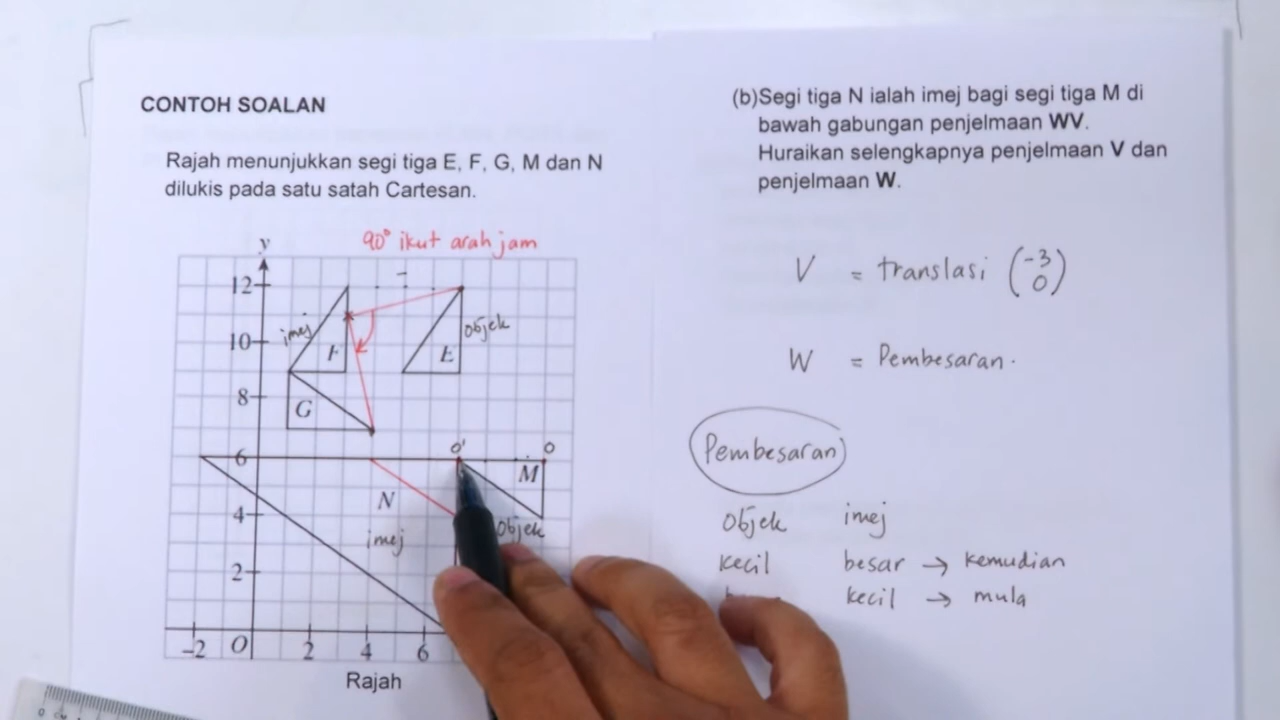 CONTOH SOALAN
Rajah menunjukkan segi tiga E, F, G, M dan N
dilukis pada satu satah Cartesan.
90° ikut arah jam
y
12
imej
objek
10
F
E
8
G
6
O'
O
M
N
4
objek
imej
2
-2
O
2
4
6
Rajah
(b)Segi tiga N ialah imej bagi segi tiga M di
bawah gabungan penjelmaan WV.
Huraikan selengkapnya penjelmaan V dan
penjelmaan W.
V = translasi (-3
0)
W = Pembesaran.
Pembesaran
objek imej
kecil besar → kemudian
kecil → mula
0